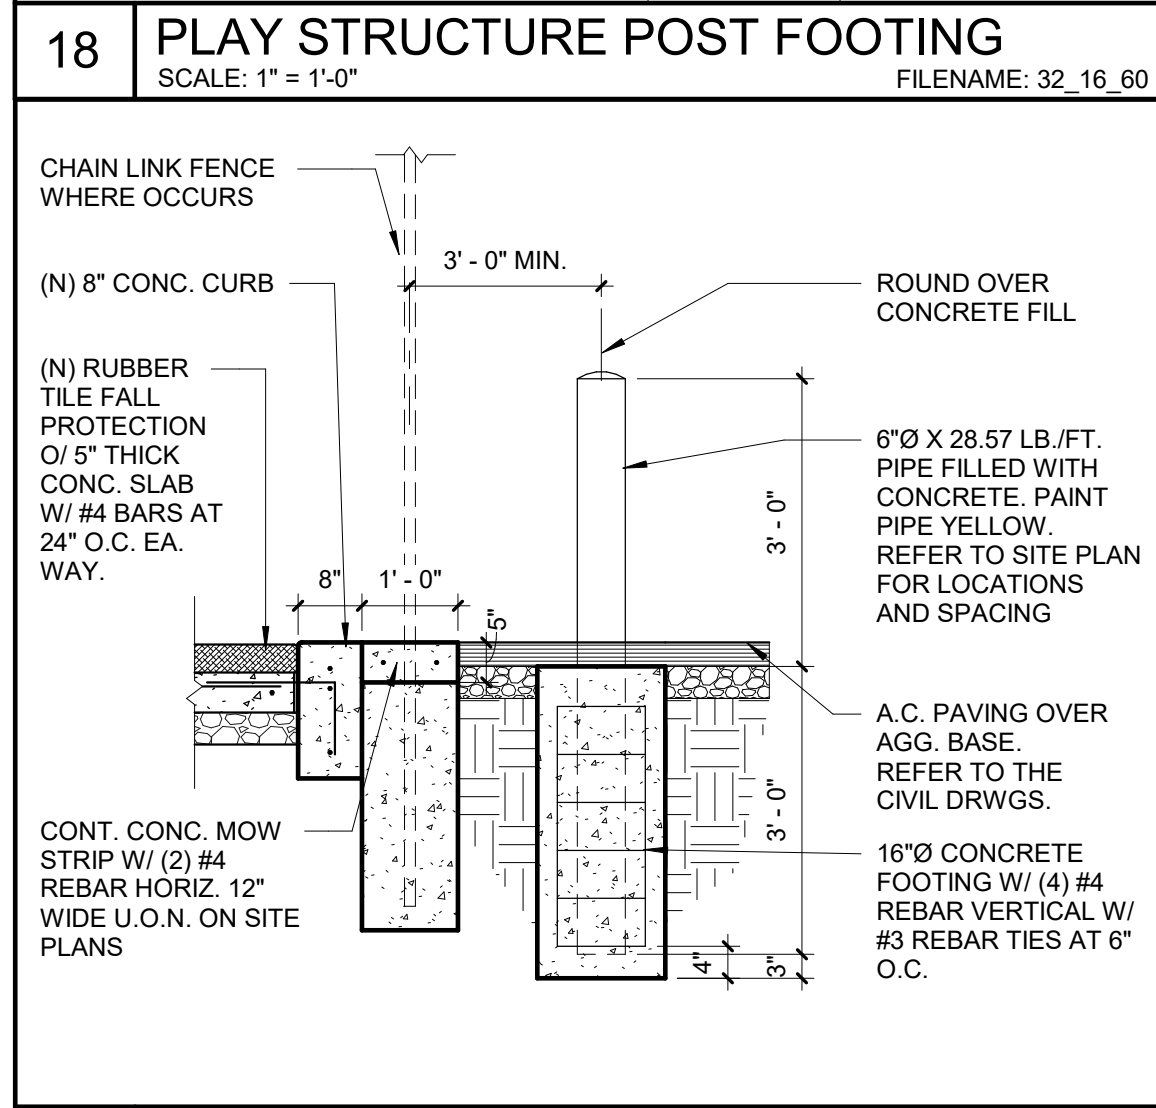 18
PLAY STRUCTURE POST FOOTING
SCALE: 1" = 1'-0"
FILENAME: 32_16_60
CHAIN LINK FENCE
WHERE OCCURS
(N) 8" CONC. CURB
(N) RUBBER
TILE FALL
PROTECTION
O/ 5" THICK
CONC. SLAB
W/ #4 BARS AT
24" O.C. EA.
WAY.
CONT. CONC. MOW
STRIP W/ (2) #4
REBAR HORIZ. 12"
WIDE U.O.N. ON SITE
PLANS
3' - 0" MIN.
8"
1' - 0"
5"
3' - 0"
3' - 0"
4"
3"
ROUND OVER
CONCRETE FILL
6"Ø X 28.57 LB./FT.
PIPE FILLED WITH
CONCRETE. PAINT
PIPE YELLOW.
REFER TO SITE PLAN
FOR LOCATIONS
AND SPACING
A.C. PAVING OVER
AGG. BASE.
REFER TO THE
CIVIL DRWGS.
16"Ø CONCRETE
FOOTING W/ (4) #4
REBAR VERTICAL W/
#3 REBAR TIES AT 6"
O.C.